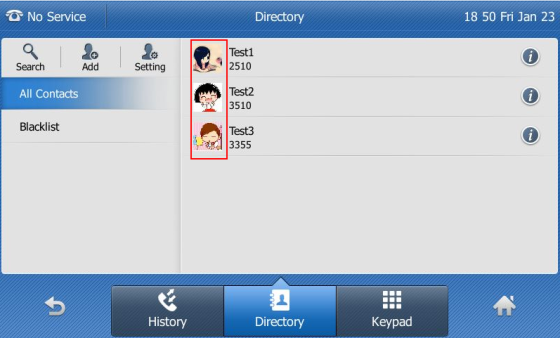 No Service
Directory
18 50 Fri Jan 23
Search
Add
Setting
All Contacts
Blacklist
Test1
2510
Test2
3510
Test3
3355
History
Directory
Keypad